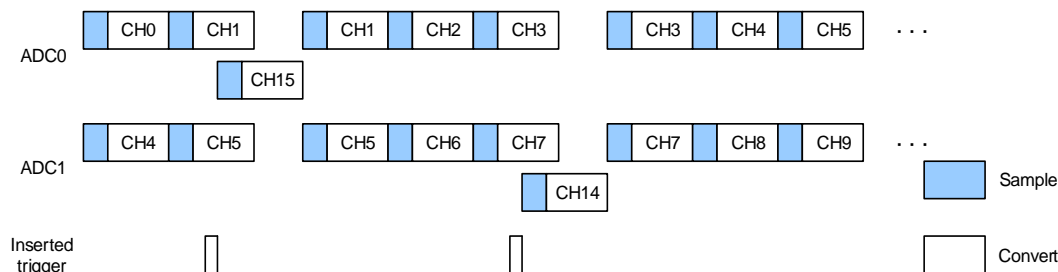 CH0 CH1 CH1 CH2 CH3 CH3 CH4 CH5 . . .
ADC0
CH15
CH4 CH5 CH5 CH6 CH7 CH7 CH8 CH9 . . .
ADC1
CH14
Sample
Inserted
trigger
Convert